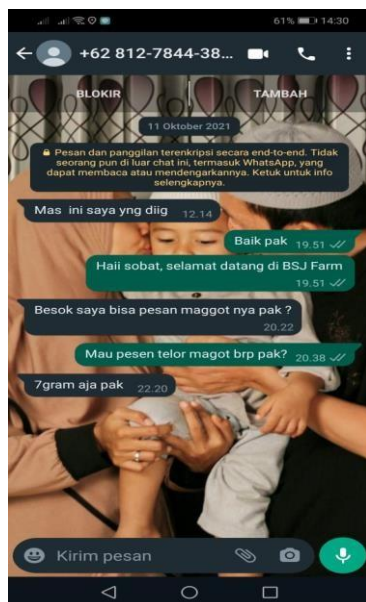 61% 14:30
+62 812-7844-38...
BLOKIR TAMBAH
11 Oktober 2021
Pesan dan panggilan terenkripsi secara end-to-end. Tidak
seorang pun di luar chat ini, termasuk WhatsApp, yang
dapat membaca atau mendengarkannya. Ketuk untuk info
selengkapnya.
Mas ini saya yng diig 12.14
Baik pak 19.51
Haii sobat, selamat datang di BSJ Farm
19.51
Besok saya bisa pesan maggot nya pak ?
20.22
Mau pesen telor magot brp pak? 20.38
7gram aja pak 22.20
Kirim pesan